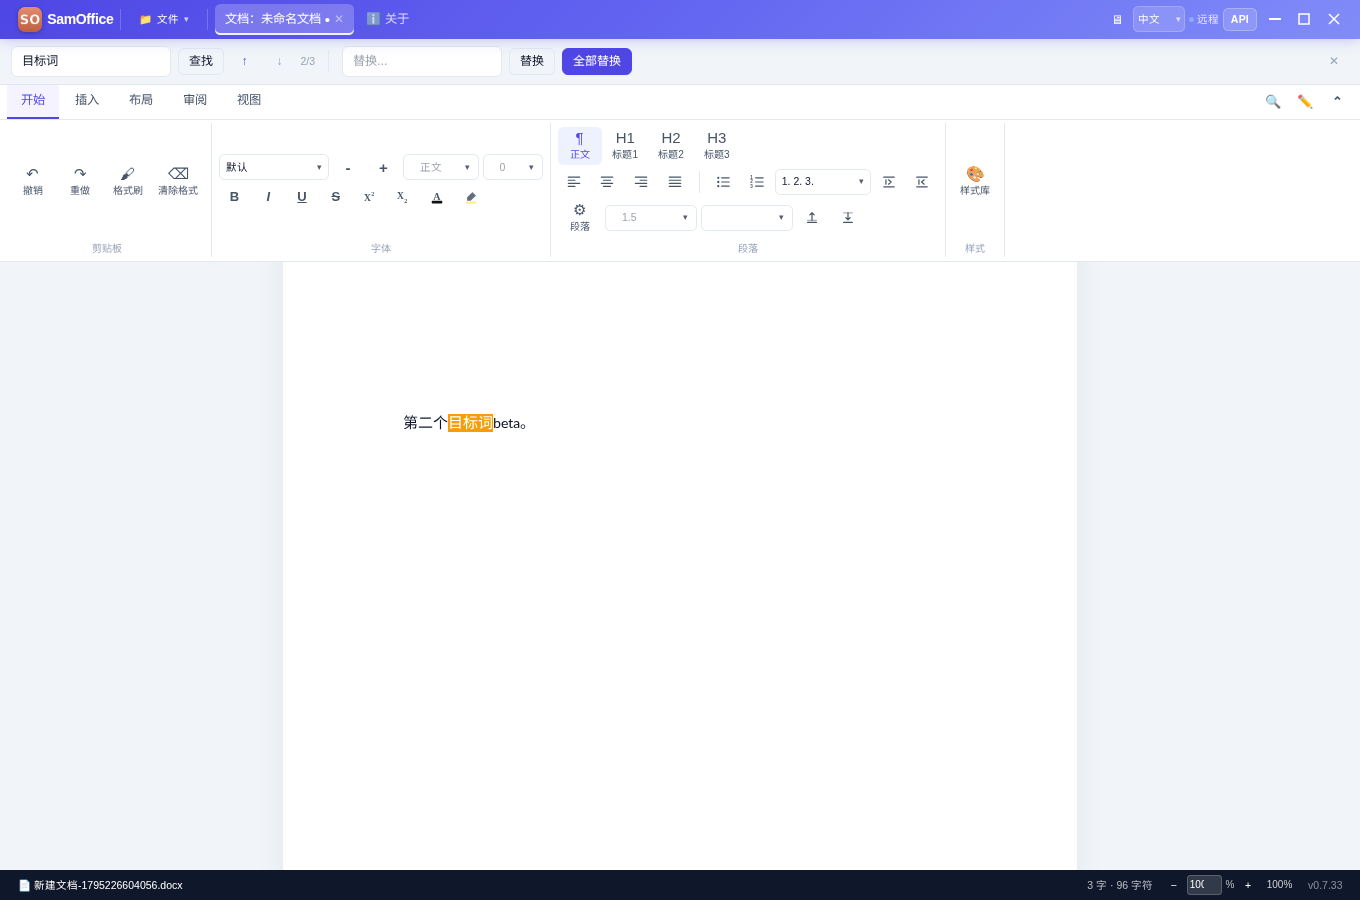 SO SamOffice 文件 文档: 未命名文档 • 关于 中文 远程 API
目标词 查找 ↑ ↓ 2/3 替换... 替换 全部替换
开始 插入 布局 审阅 视图
撤销 重做 格式刷 清除格式
剪贴板
默认 - + 正文 0
B I U S X² X₂ A
字体
¶ H1 H2 H3
正文 标题1 标题2 标题3
1. 2. 3.
段落 1.5
段落
样式库
样式
第二个目标词beta。
新建文档-1795226604056.docx 3 字 · 96 字符 − 100 % + 100% v0.7.33